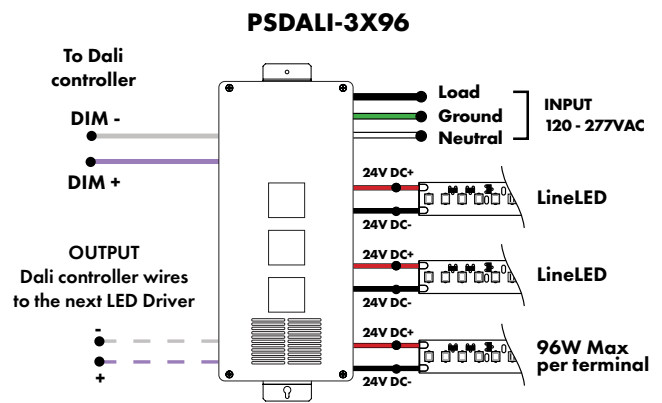 PSDALI-3X96
To Dali
controller
DIM -
DIM +
OUTPUT
Dali controller wires
to the next LED Driver
-
+
Load
Ground
Neutral
INPUT
120 - 277VAC
24V DC+
24V DC-
LineLED
24V DC+
24V DC-
LineLED
24V DC+
24V DC-
96W Max
per terminal